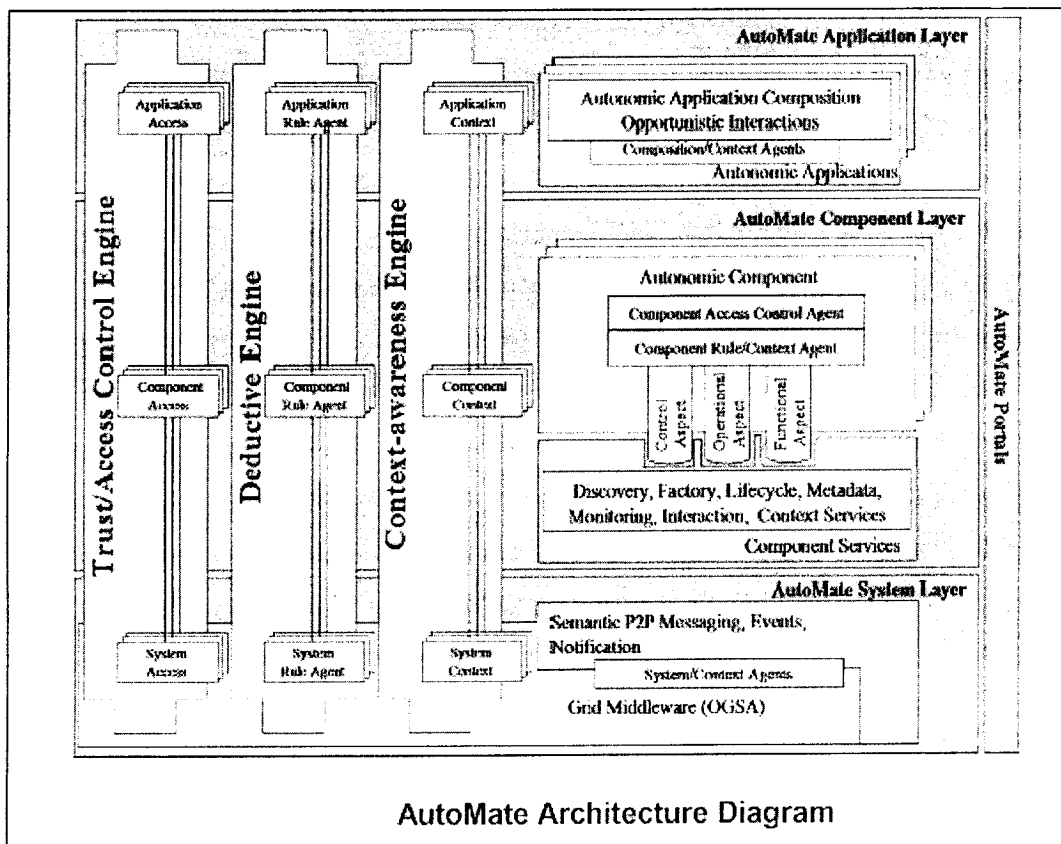 AutoMate Application Layer
Application
Access
Application
Rule Agent
Application
Context
Autonomic Application Composition
Opportunistic Interactions
Composition/Context Agents
Autonomic Applications
Trust/Access Control Engine
Deductive Engine
Context-awareness Engine
AutoMate Component Layer
Autonomic Component
Component Access Control Agent
Component Rule/Context Agent
Control
Aspect
Operational
Aspect
Functional
Aspect
Component
Access
Component
Rule Agent
Component
Context
Discovery, Factory, Lifecycle, Metadata,
Monitoring, Interaction, Context Services
Component Services
AutoMate System Layer
Semantic P2P Messaging, Events,
Notification
System/Context Agents
Grid Middleware (OGSA)
System
Access
System
Rule Agent
System
Context
AutoMate Portals
AutoMate Architecture Diagram